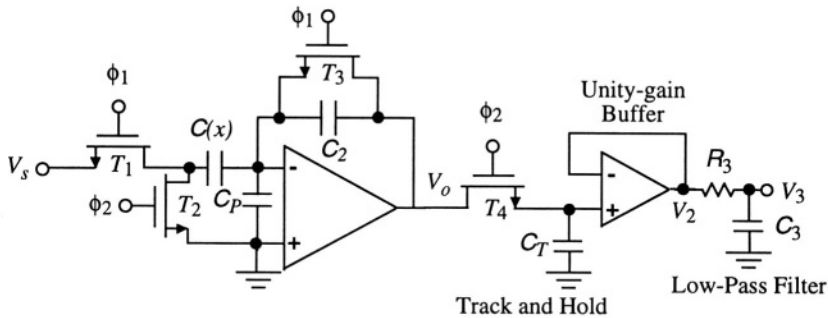 ϕ1
T3
ϕ1
C(x)
C2
ϕ2
Unity-gain
Buffer
Vs
T1
-
Vo
T4
-
R3
V3
ϕ2
T2
CP
+
+
V2
CT
C3
Track and Hold
Low-Pass Filter